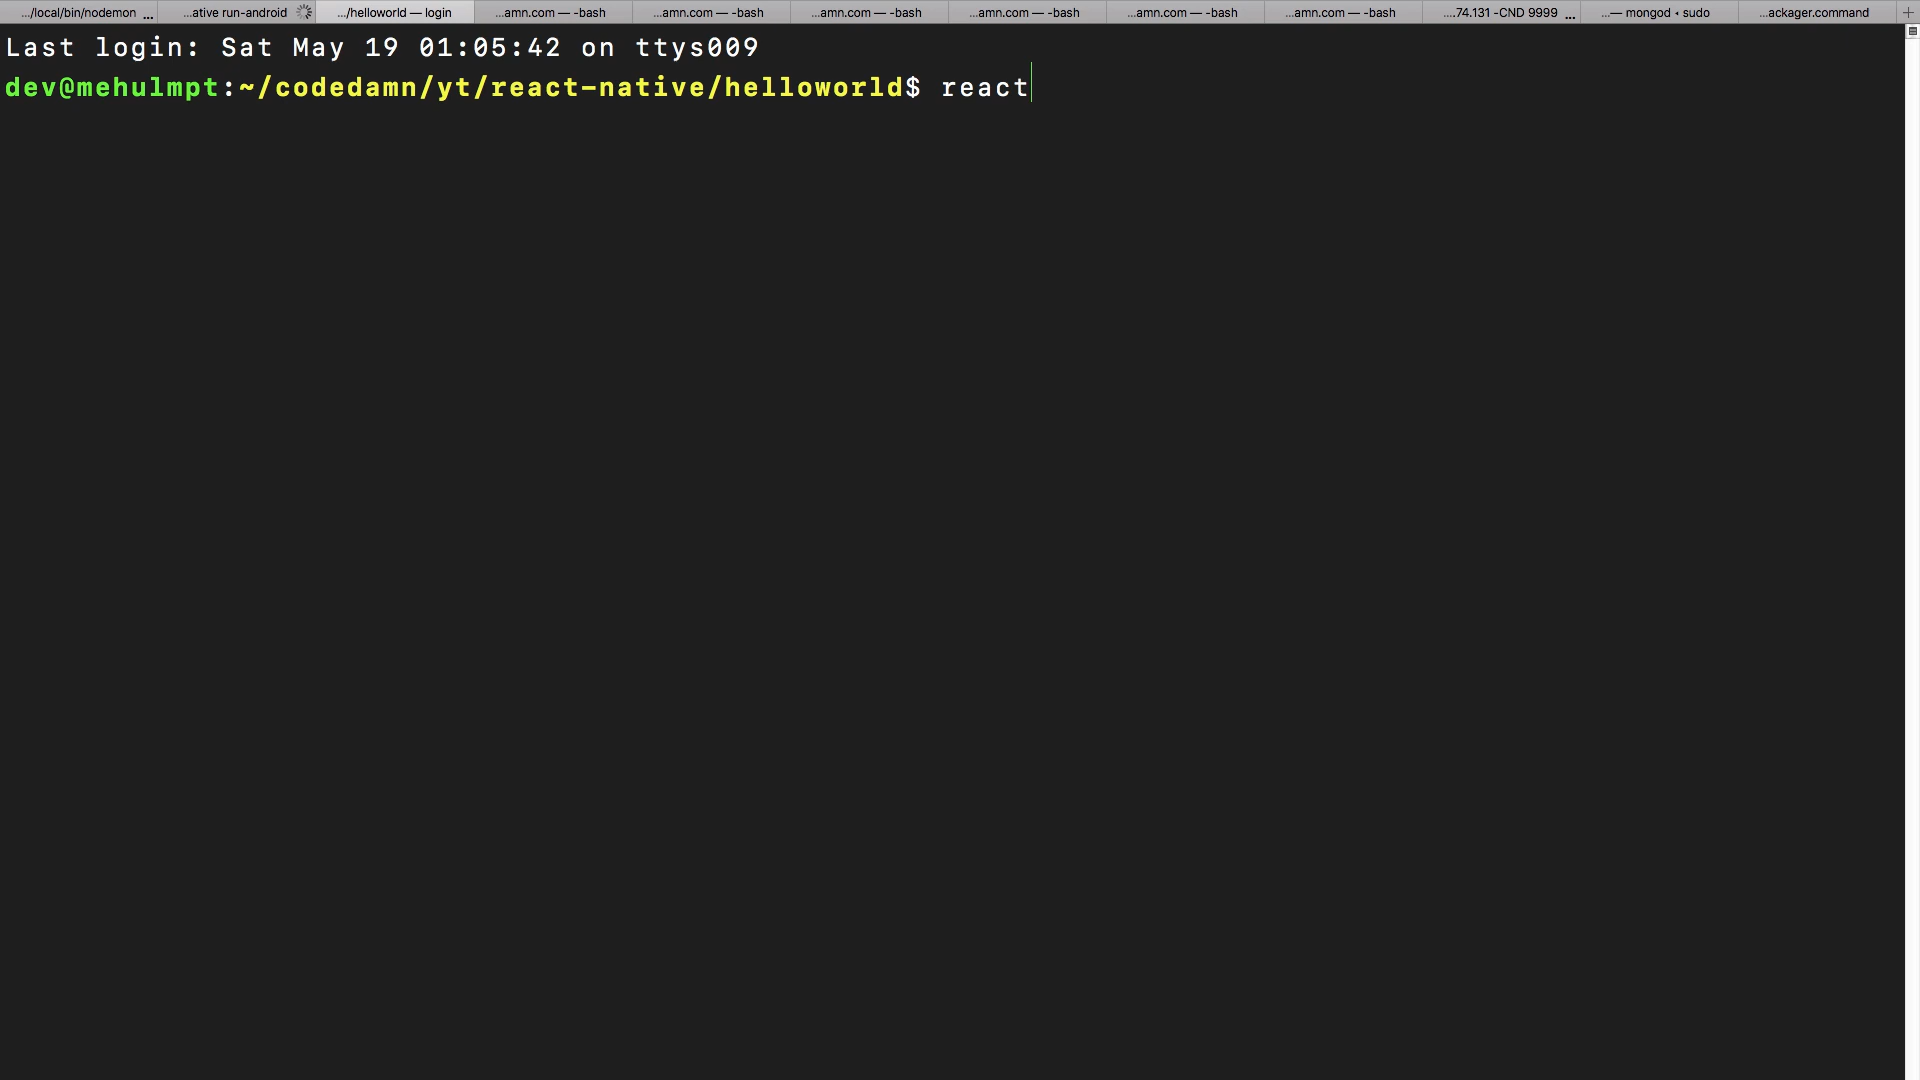 .../local/bin/nodemon ... ...ative run-android .../helloworld — login ...amn.com — -bash ...amn.com — -bash ...amn.com — -bash ...amn.com — -bash ...amn.com — -bash ...amn.com — -bash ....74.131 -CND 9999 ... ...— mongod ◂ sudo ...ackager.command +
Last login: Sat May 19 01:05:42 on ttys009
dev@mehulmpt:~/codedamn/yt/react-native/helloworld$ react